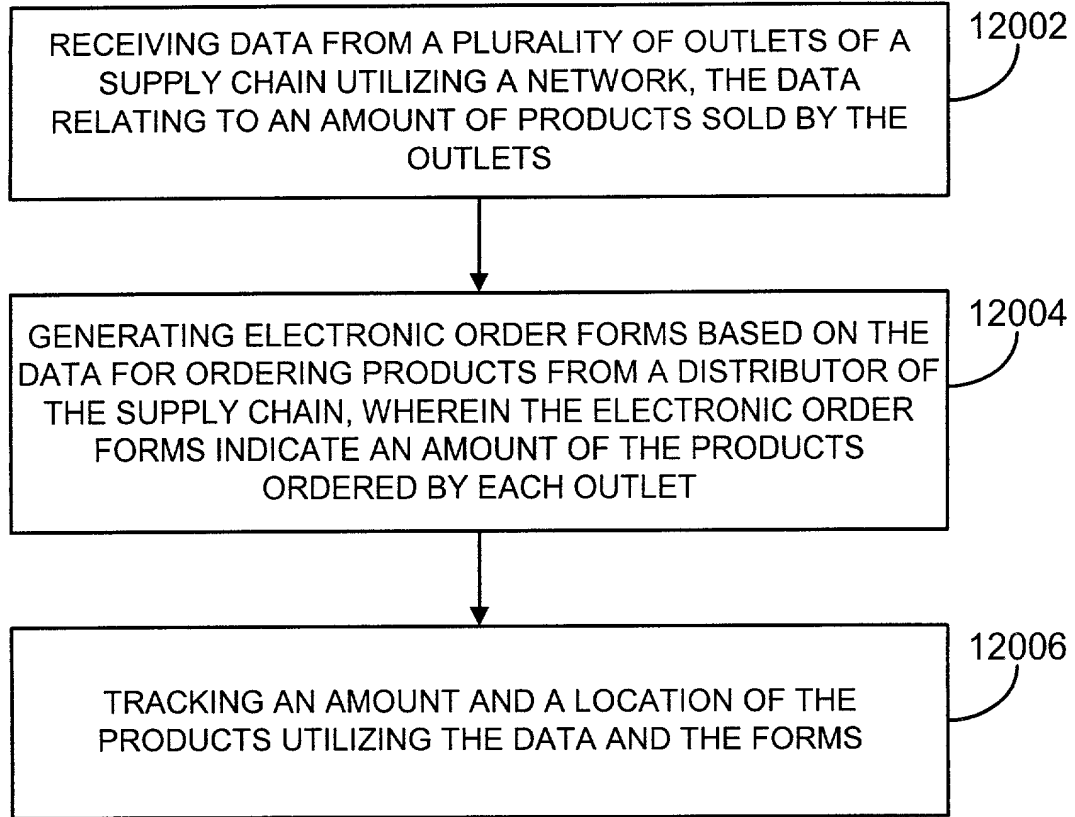 RECEIVING DATA FROM A PLURALITY OF OUTLETS OF A
SUPPLY CHAIN UTILIZING A NETWORK, THE DATA
RELATING TO AN AMOUNT OF PRODUCTS SOLD BY THE
OUTLETS
12002
GENERATING ELECTRONIC ORDER FORMS BASED ON THE
DATA FOR ORDERING PRODUCTS FROM A DISTRIBUTOR OF
THE SUPPLY CHAIN, WHEREIN THE ELECTRONIC ORDER
FORMS INDICATE AN AMOUNT OF THE PRODUCTS
ORDERED BY EACH OUTLET
12004
TRACKING AN AMOUNT AND A LOCATION OF THE
PRODUCTS UTILIZING THE DATA AND THE FORMS
12006